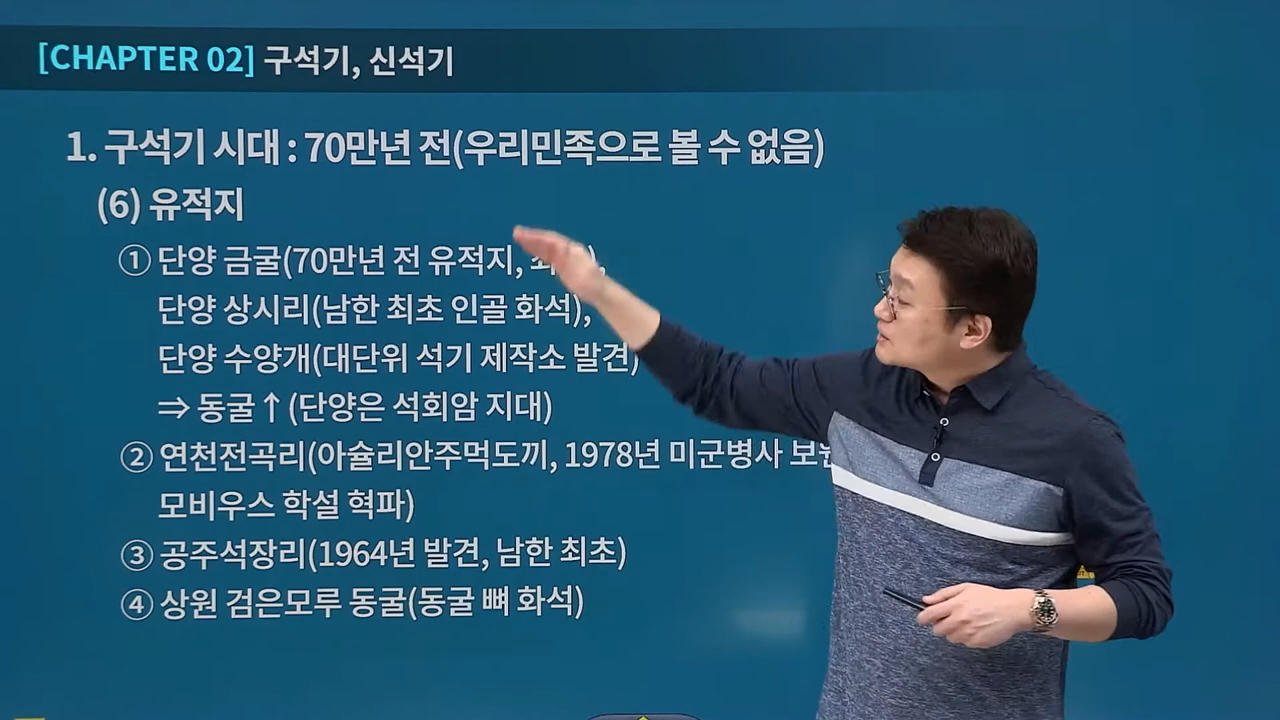 [CHAPTER 02] 구석기, 신석기
1. 구석기 시대 : 70만년 전(우리민족으로 볼 수 없음)
(6) 유적지
① 단양 금굴(70만년 전 유적지,
단양 상시리(남한 최초 인골 화석),
단양 수양개(대단위 석기 제작소 발견)
⇒ 동굴↑(단양은 석회암 지대)
② 연천전곡리(아슐리안주먹도끼, 1978년 미군병사
모비우스 학설 혁파)
③ 공주석장리(1964년 발견, 남한 최초)
④ 상원 검은모루 동굴(동굴 뼈 화석)